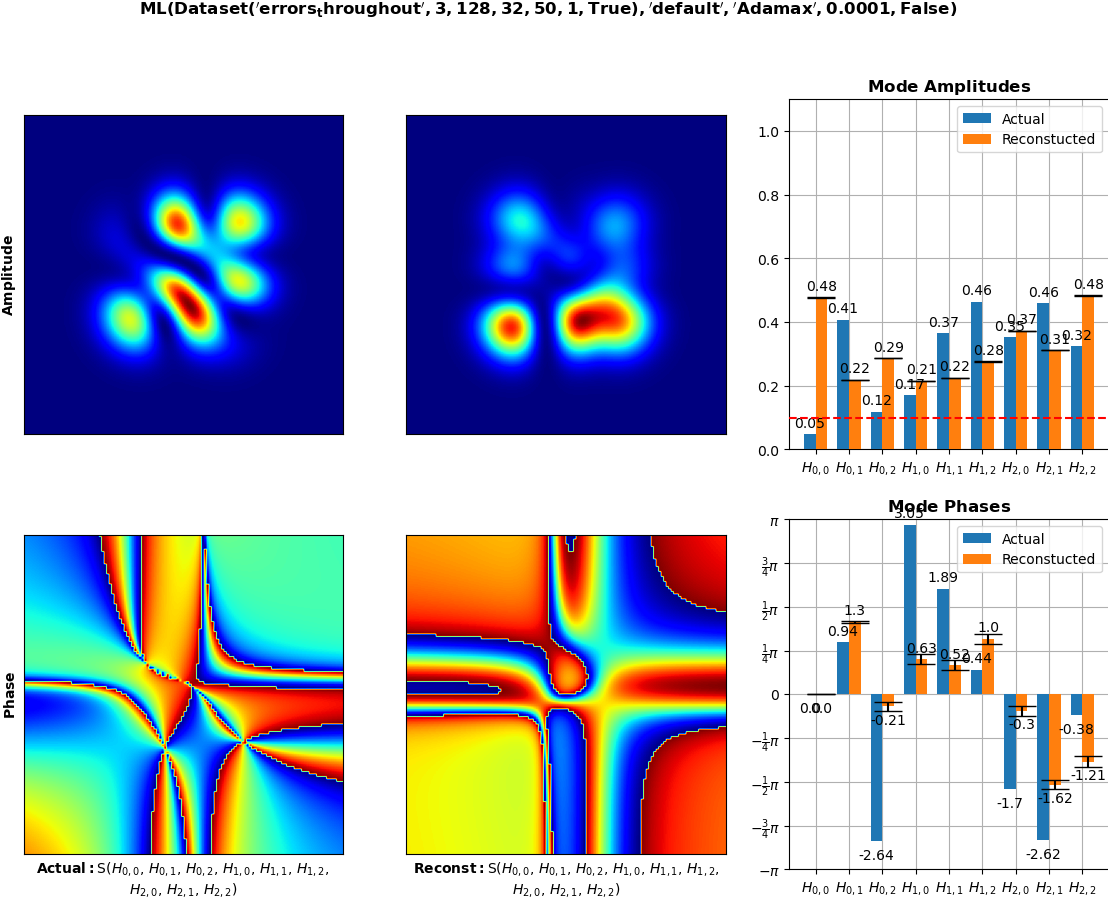 ML(Dataset(′errors_throughout′, 3, 128, 32, 50, 1, True), ′default′, ′Adamax′, 0.0001, False)
Amplitude
Mode Amplitudes
Actual
Reconstucted
1.0
0.8
0.6
0.4
0.2
0.0
0.05
0.48
0.41
0.22
0.12
0.29
0.17
0.21
0.37
0.22
0.46
0.28
0.35
0.37
0.46
0.31
0.32
0.48
H0,0 H0,1 H0,2 H1,0 H1,1 H1,2 H2,0 H2,1 H2,2
Phase
Mode Phases
Actual
Reconstucted
π
3/4π
1/2π
1/4π
0
−1/4π
−1/2π
−3/4π
−π
0.0
0.0
0.94
1.3
-2.64
-0.21
3.05
0.63
1.89
0.52
0.44
1.0
-1.7
-0.3
-2.62
-1.62
-0.38
-1.21
H0,0 H0,1 H0,2 H1,0 H1,1 H1,2 H2,0 H2,1 H2,2
Actual: S(H0,0, H0,1, H0,2, H1,0, H1,1, H1,2,
H2,0, H2,1, H2,2)
Reconst: S(H0,0, H0,1, H0,2, H1,0, H1,1, H1,2,
H2,0, H2,1, H2,2)